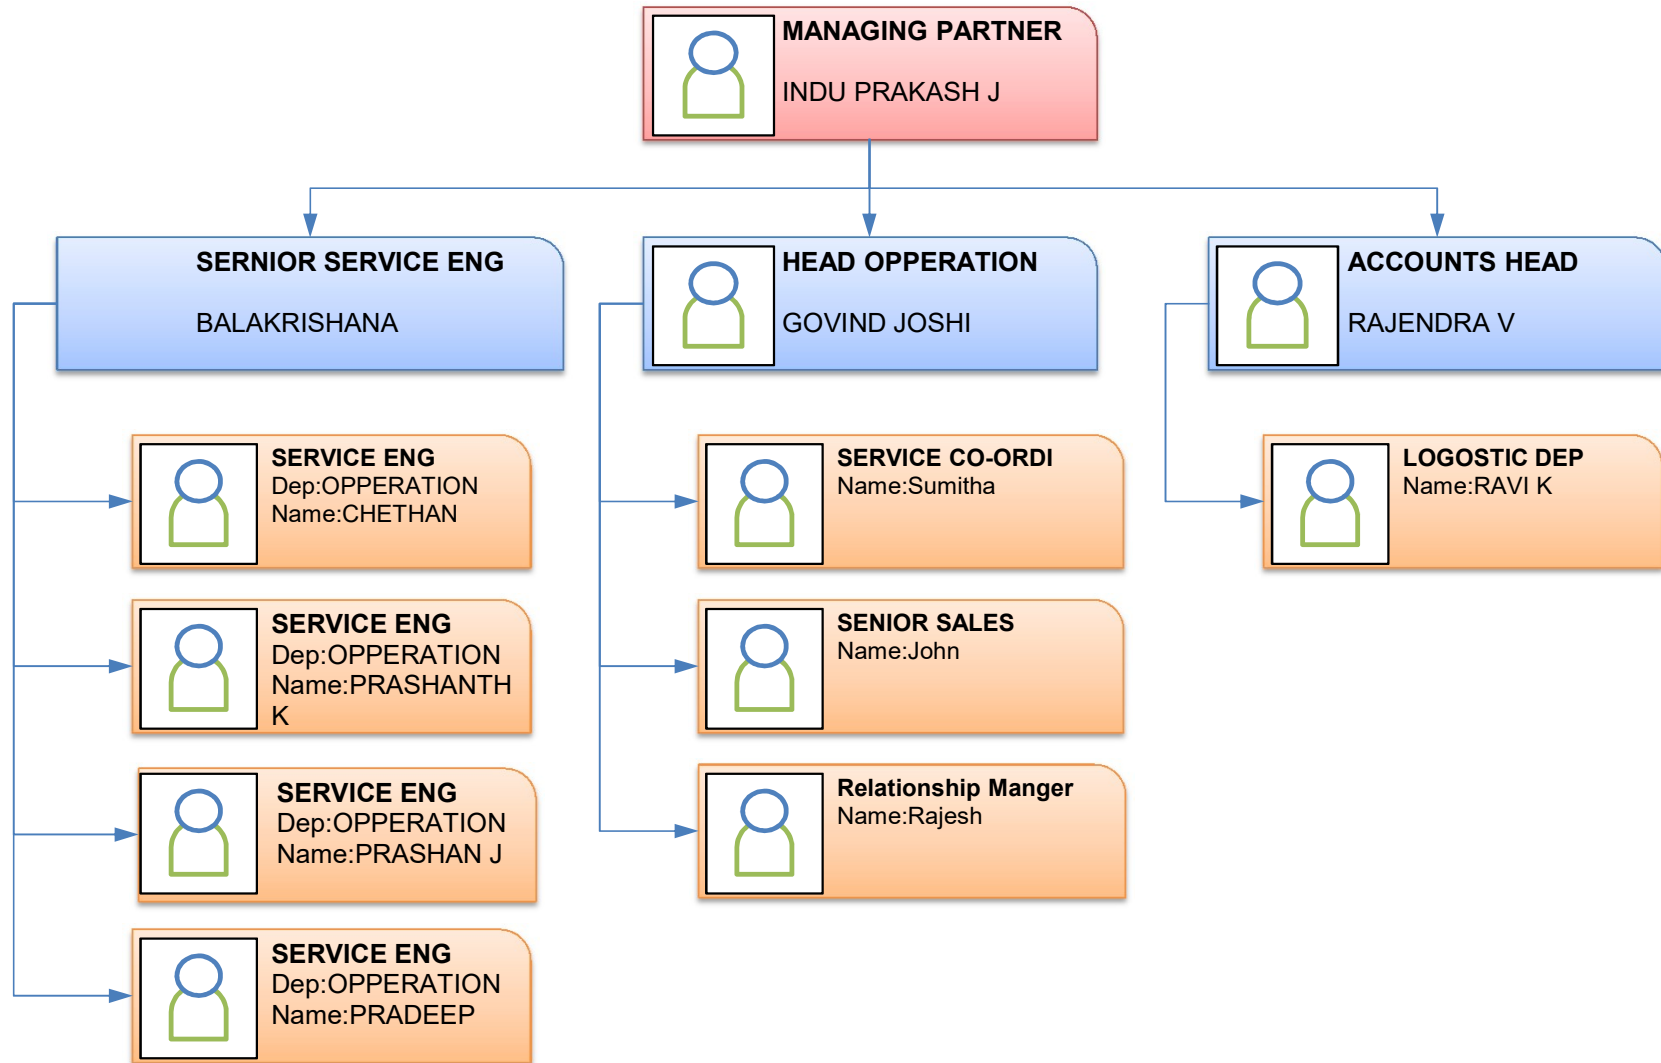 MANAGING PARTNER
INDU PRAKASH J
SERNIOR SERVICE ENG
BALAKRISHANA
HEAD OPPERATION
GOVIND JOSHI
ACCOUNTS HEAD
RAJENDRA V
SERVICE ENG
Dep:OPPERATION
Name:CHETHAN
SERVICE ENG
Dep:OPPERATION
Name:PRASHANTH
K
SERVICE ENG
Dep:OPPERATION
Name:PRASHAN J
SERVICE ENG
Dep:OPPERATION
Name:PRADEEP
SERVICE CO-ORDI
Name:Sumitha
SENIOR SALES
Name:John
Relationship Manger
Name:Rajesh
LOGOSTIC DEP
Name:RAVI K